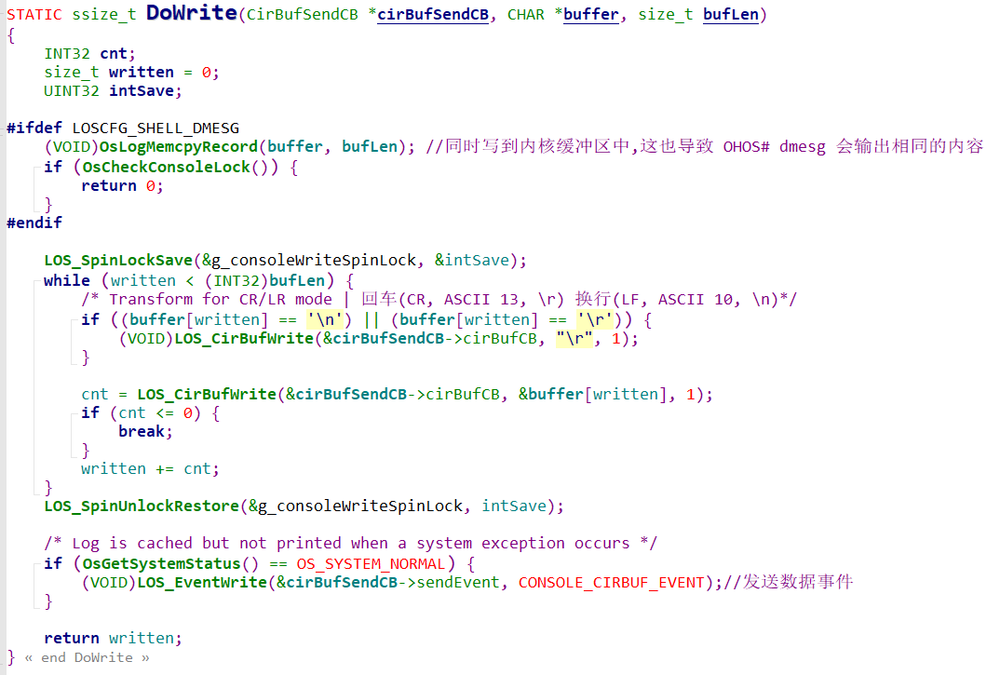 STATIC ssize_t DoWrite(CirBufSendCB *cirBufSendCB, CHAR *buffer, size_t bufLen)
{
    INT32 cnt;
    size_t written = 0;
    UINT32 intSave;

#ifdef LOSCFG_SHELL_DMESG
    (VOID)OsLogMemcpyRecord(buffer, bufLen); //同时写到内核缓冲区中,这也导致 OHOS# dmesg 会输出相同的内容
    if (OsCheckConsoleLock()) {
        return 0;
    }
#endif

    LOS_SpinLockSave(&g_consoleWriteSpinLock, &intSave);
    while (written < (INT32)bufLen) {
        /* Transform for CR/LR mode | 回车(CR, ASCII 13, \r) 换行(LF, ASCII 10, \n)*/
        if ((buffer[written] == '\n') || (buffer[written] == '\r')) {
            (VOID)LOS_CirBufWrite(&cirBufSendCB->cirBufCB, "\r", 1);
        }

        cnt = LOS_CirBufWrite(&cirBufSendCB->cirBufCB, &buffer[written], 1);
        if (cnt <= 0) {
            break;
        }
        written += cnt;
    }
    LOS_SpinUnlockRestore(&g_consoleWriteSpinLock, intSave);

    /* Log is cached but not printed when a system exception occurs */
    if (OsGetSystemStatus() == OS_SYSTEM_NORMAL) {
        (VOID)LOS_EventWrite(&cirBufSendCB->sendEvent, CONSOLE_CIRBUF_EVENT);//发送数据事件
    }

    return written;
} « end DoWrite »